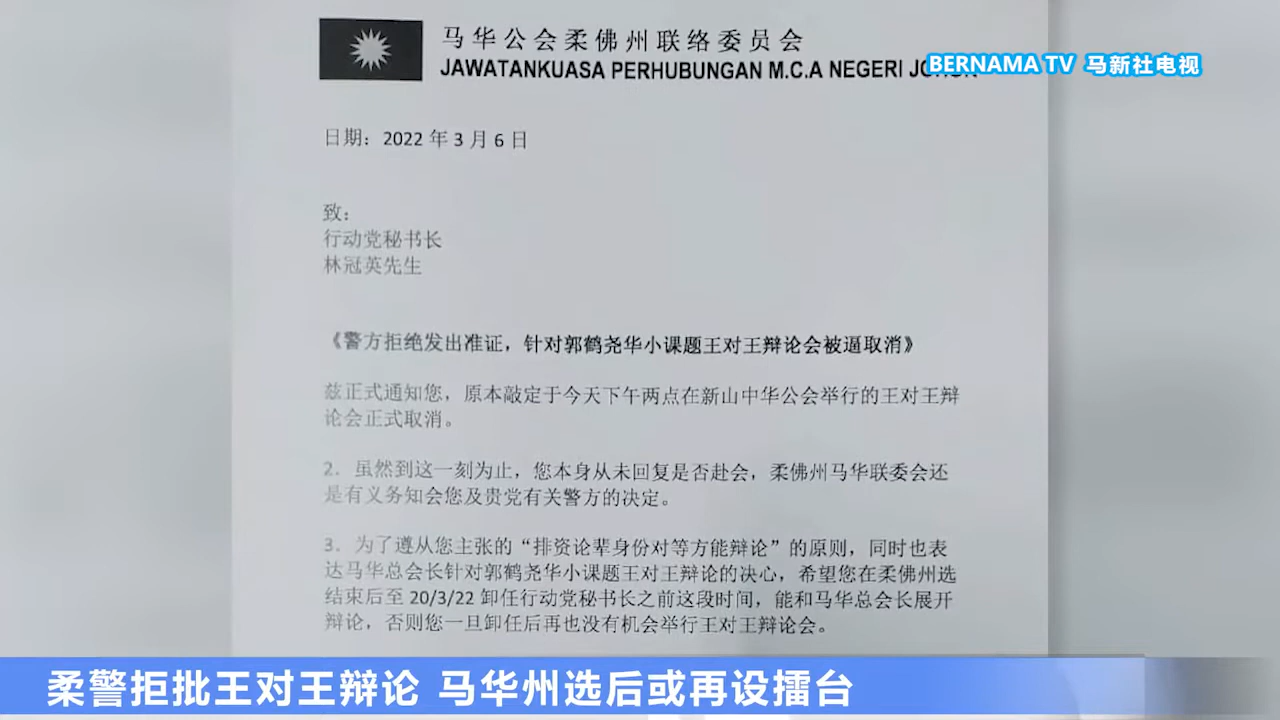 马华公会柔佛州联络委员会
JAWATANKUASA PERHUBUNGAN M.C.A NEGERI
BERNAMA TV 马新社电视
日期：2022 年 3 月 6 日
致：
行动党秘书长
林冠英先生
《警方拒绝发出准证，针对郭鹤尧华小课题王对王辩论会被逼取消》
兹正式通知您，原本敲定于今天下午两点在新山中华公会举行的王对王辩
论会正式取消。
2. 虽然到这一刻为止，您本身从未回复是否赴会，柔佛州马华联委会还
是有义务知会您及贵党有关警方的决定。
3. 为了遵从您主张的“排资论辈身份对等方能辩论”的原则，同时也表
达马华总会长针对郭鹤尧华小课题王对王辩论的决心，希望您在柔佛州选
结束后至 20/3/22 卸任行动党秘书长之前这段时间，能和马华总会长展开
辩论，否则您一旦卸任后再也没有机会举行王对王辩论会。
柔警拒批王对王辩论 马华州选后或再设擂台